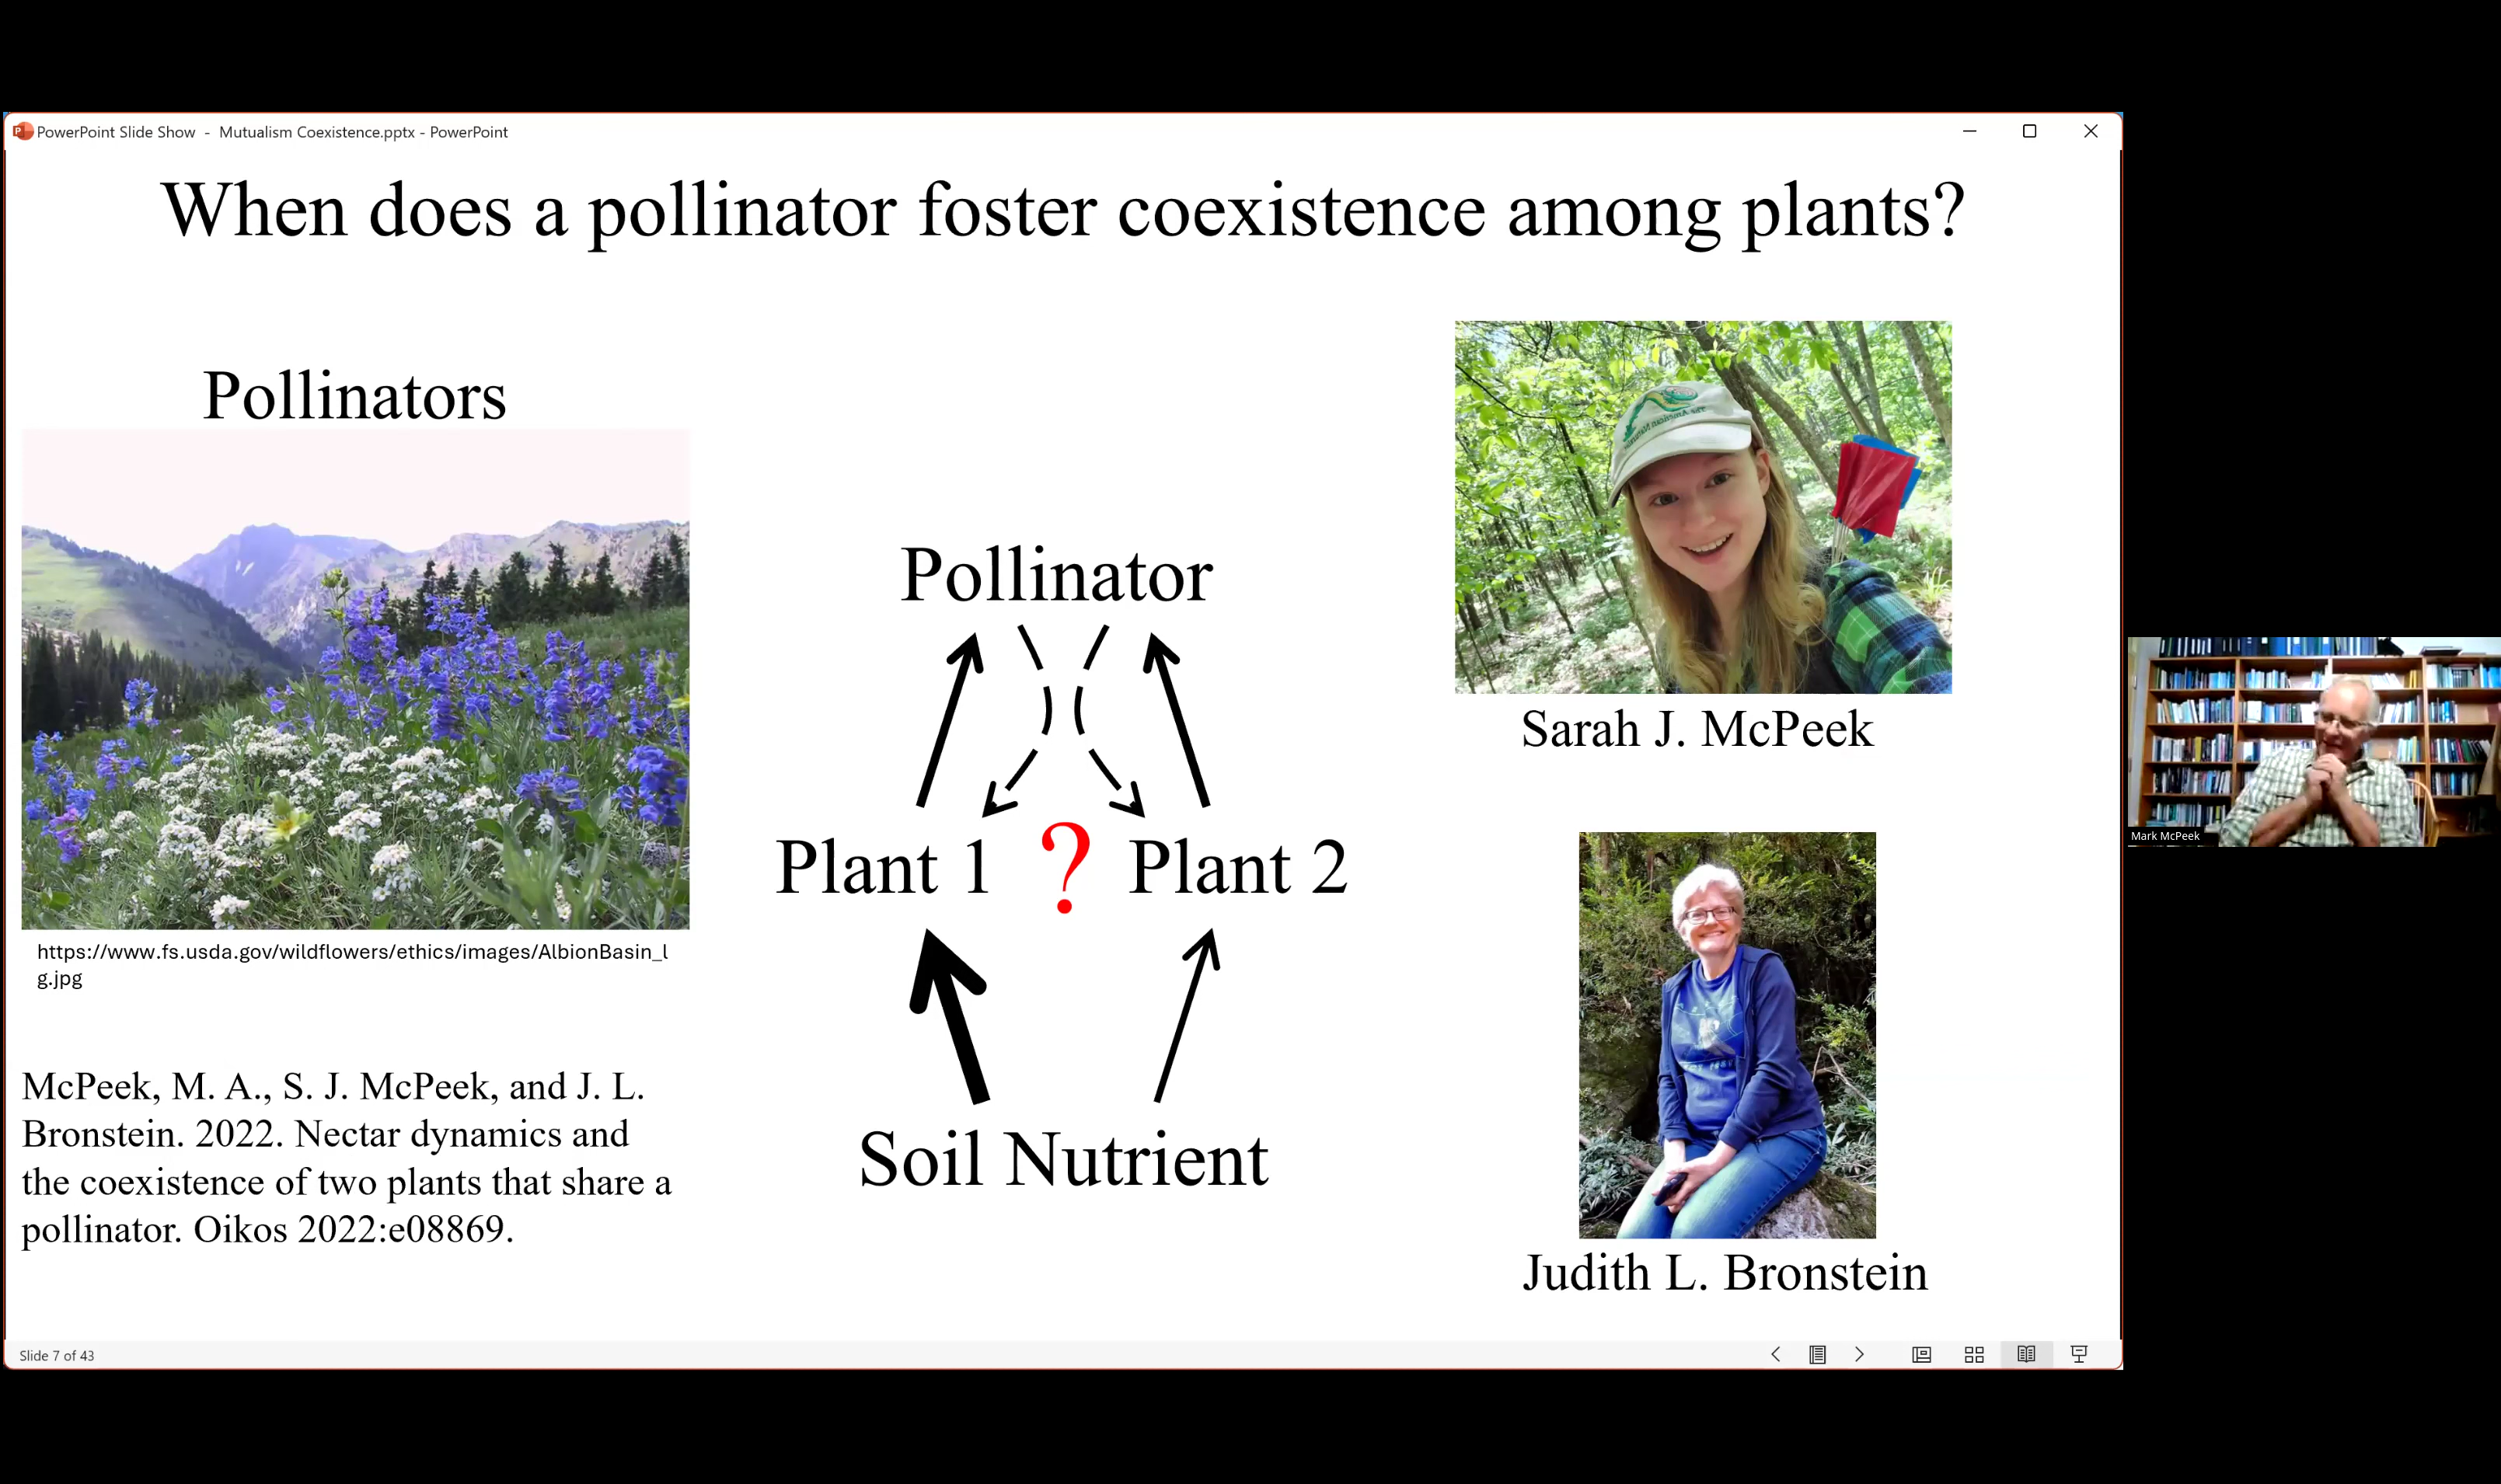 PowerPoint Slide Show - Mutualism Coexistence.pptx - PowerPoint
When does a pollinator foster coexistence among plants?
Pollinators
https://www.fs.usda.gov/wildflowers/ethics/images/AlbionBasin_l
g.jpg
McPeek, M. A., S. J. McPeek, and J. L.
Bronstein. 2022. Nectar dynamics and
the coexistence of two plants that share a
pollinator. Oikos 2022:e08869.
Pollinator
Plant 1 ? Plant 2
Soil Nutrient
Sarah J. McPeek
Judith L. Bronstein
Mark McPeek
Slide 7 of 43